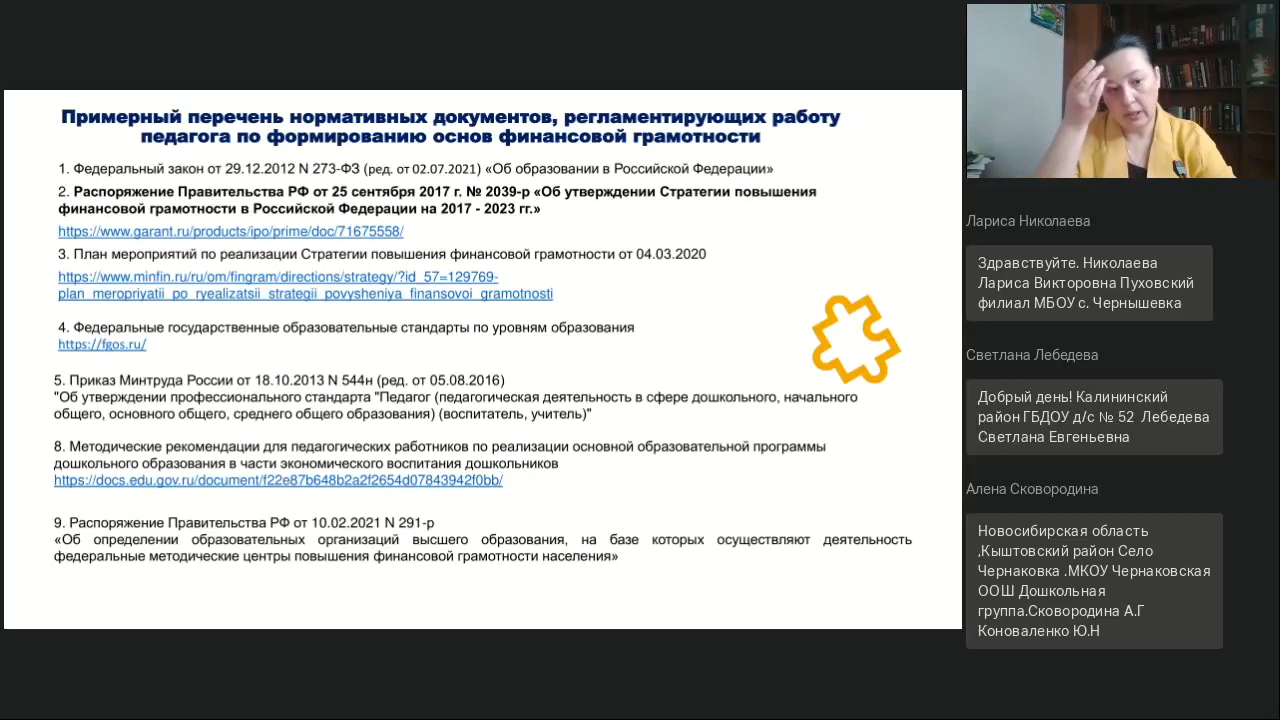 Примерный перечень нормативных документов, регламентирующих работу
педагога по формированию основ финансовой грамотности
1. Федеральный закон от 29.12.2012 N 273-ФЗ (ред. от 02.07.2021) «Об образовании в Российской Федерации»
2. Распоряжение Правительства РФ от 25 сентября 2017 г. № 2039-р «Об утверждении Стратегии повышения
финансовой грамотности в Российской Федерации на 2017 - 2023 гг.»
https://www.garant.ru/products/ipo/prime/doc/71675558/
3. План мероприятий по реализации Стратегии повышения финансовой грамотности от 04.03.2020
https://www.minfin.ru/ru/om/fingram/directions/strategy/?id_57=129769-
plan_meropriyatii_po_ryealizatsii_strategii_povysheniya_finansovoi_gramotnosti
4. Федеральные государственные образовательные стандарты по уровням образования
https://fgos.ru/
5. Приказ Минтруда России от 18.10.2013 N 544н (ред. от 05.08.2016)
"Об утверждении профессионального стандарта "Педагог (педагогическая деятельность в сфере дошкольного, начального
общего, основного общего, среднего общего образования) (воспитатель, учитель)"
8. Методические рекомендации для педагогических работников по реализации основной образовательной программы
дошкольного образования в части экономического воспитания дошкольников
https://docs.edu.gov.ru/document/f22e87b648b2a2f2654d07843942f0bb/
9. Распоряжение Правительства РФ от 10.02.2021 N 291-р
«Об определении образовательных организаций высшего образования, на базе которых осуществляют деятельность
федеральные методические центры повышения финансовой грамотности населения»
Лариса Николаева
Здравствуйте. Николаева
Лариса Викторовна Пуховский
филиал МБОУ с. Чернышевка
Светлана Лебедева
Добрый день! Калининский
район ГБДОУ д/с № 52 Лебедева
Светлана Евгеньевна
Алена Сковородина
Новосибирская область
,Кыштовский район Село
Чернаковка .МКОУ Чернаковская
ООШ Дошкольная
группа.Сковородина А.Г
Коноваленко Ю.Н